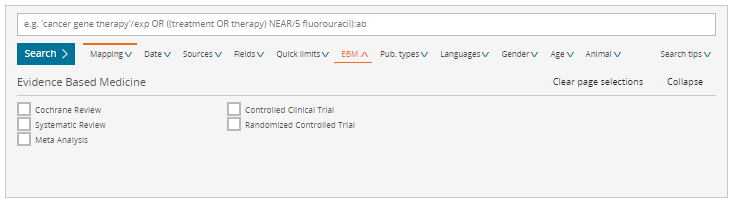 e.g. 'cancer gene therapy'/exp OR ((treatment OR therapy) NEAR/5 fluorouracil):ab
Search Mapping Date Sources Fields Quick limits EBM Pub. types Languages Gender Age Animal Search tips
Evidence Based Medicine Clear page selections Collapse
Cochrane Review Controlled Clinical Trial
Systematic Review Randomized Controlled Trial
Meta Analysis